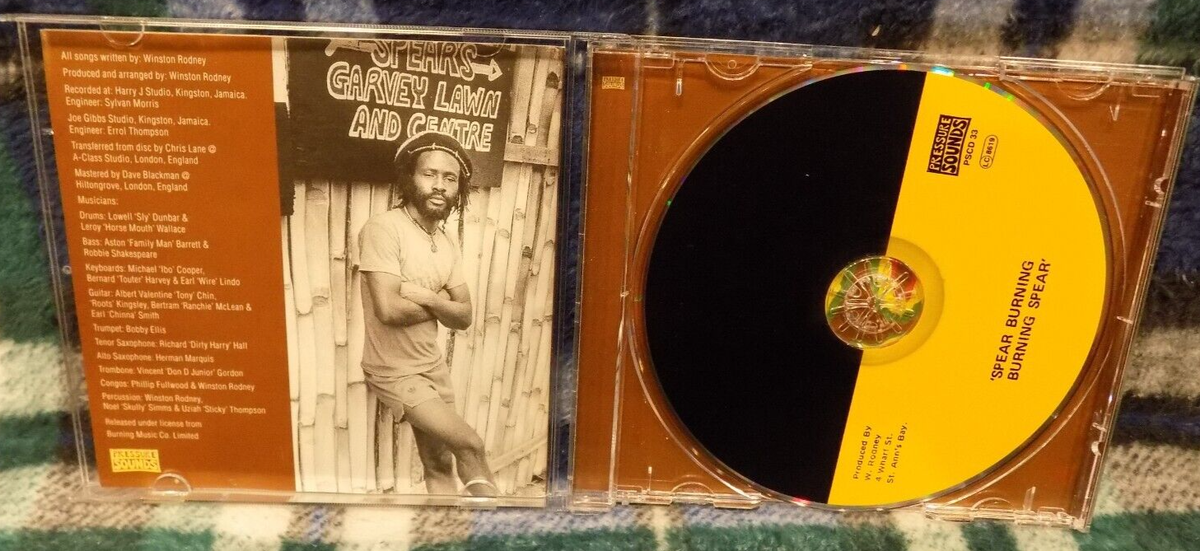 All songs written by: Winston Rodney
Produced and arranged by: Winston Rodney
Recorded at: Harry J Studio, Kingston, Jamaica.
Engineer: Sylvan Morris
Joe Gibbs Studio, Kingston, Jamaica.
Engineer: Errol Thompson
Transferred from disc by Chris Lane @
A-Class Studio, London, England
Mastered by Dave Blackman @
Hiltongrove, London, England
Musicians:
Drums: Lowell 'Sly' Dunbar &
Leroy 'Horse Mouth' Wallace
Bass: Aston 'Family Man' Barrett &
Robbie Shakespeare
Keyboards: Michael 'Ibo' Cooper,
Bernard 'Touter' Harvey & Earl 'Wire' Lindo
Guitar: Albert Valentine 'Tony' Chin,
'Roots' Kingsley, Bertram 'Ranchie' McLean &
Earl 'Chinna' Smith
Trumpet: Bobby Ellis
Tenor Saxophone: Richard 'Dirty Harry' Hall
Alto Saxophone: Herman Marquis
Trombone: Vincent 'Don D Junior' Gordon
Congos: Phillip Fullwood & Winston Rodney
Percussion: Winston Rodney,
Noel 'Skully' Simms & Uziah 'Sticky' Thompson
Released under license from
Burning Music Co. Limited
PRESSURE
SOUNDS
SPEARS
GARVEY LAWN
AND CENTRE
PRESSURE
SOUNDS
PRESSURE
SOUNDS
PSCD 33
LC 8619
'SPEAR BURNING
BURNING SPEAR'
Produced By
W. Rodney
4 Wharf St.
St. Ann's Bay.